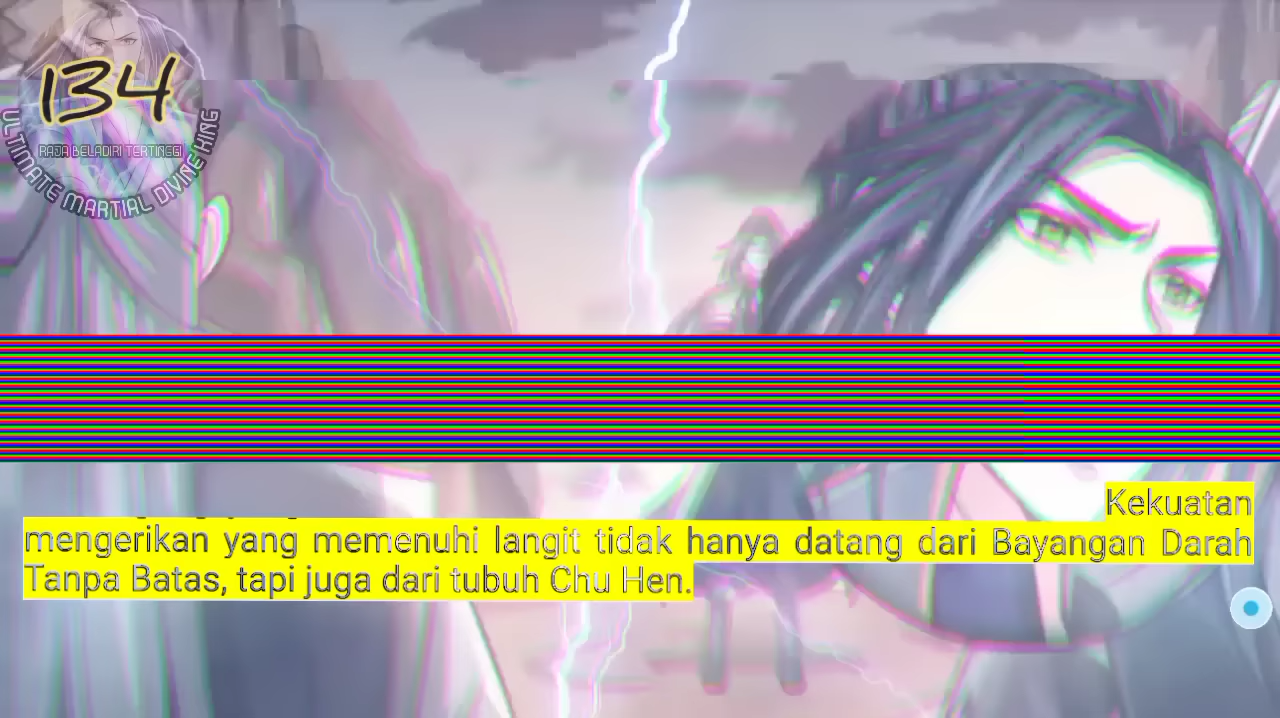 134
RAJA BELADIRI TERTINGGI
ULTIMATE MARTIAL DIVINE KING
Kekuatan
mengerikan yang memenuhi langit tidak hanya datang dari Bayangan Darah
Tanpa Batas, tapi juga dari tubuh Chu Hen.